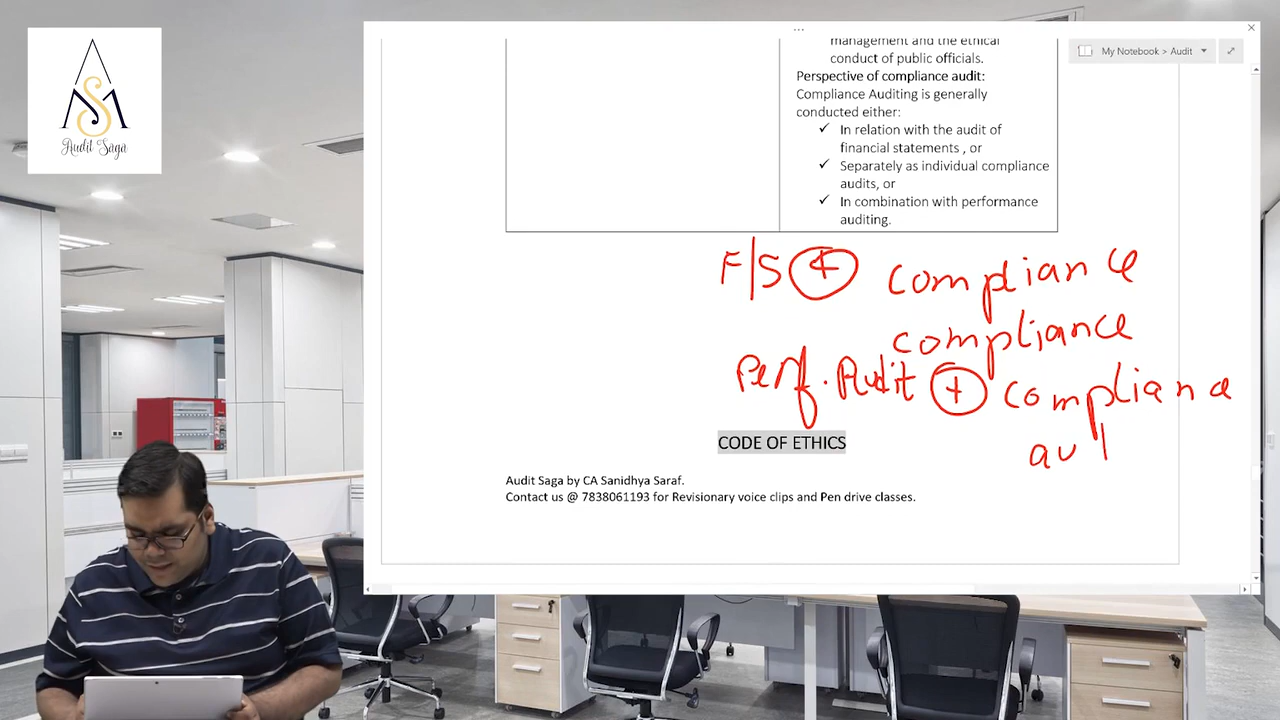 Audit Saga
My Notebook > Audit
management and the ethical
conduct of public officials.
Perspective of compliance audit:
Compliance Auditing is generally
conducted either:
✓ In relation with the audit of
financial statements , or
✓ Separately as individual compliance
audits, or
✓ In combination with performance
auditing.
F/S + compliance
compliance
Perf. Audit + compliance
CODE OF ETHICS
Audit Saga by CA Sanidhya Saraf.
Contact us @ 7838061193 for Revisionary voice clips and Pen drive classes.